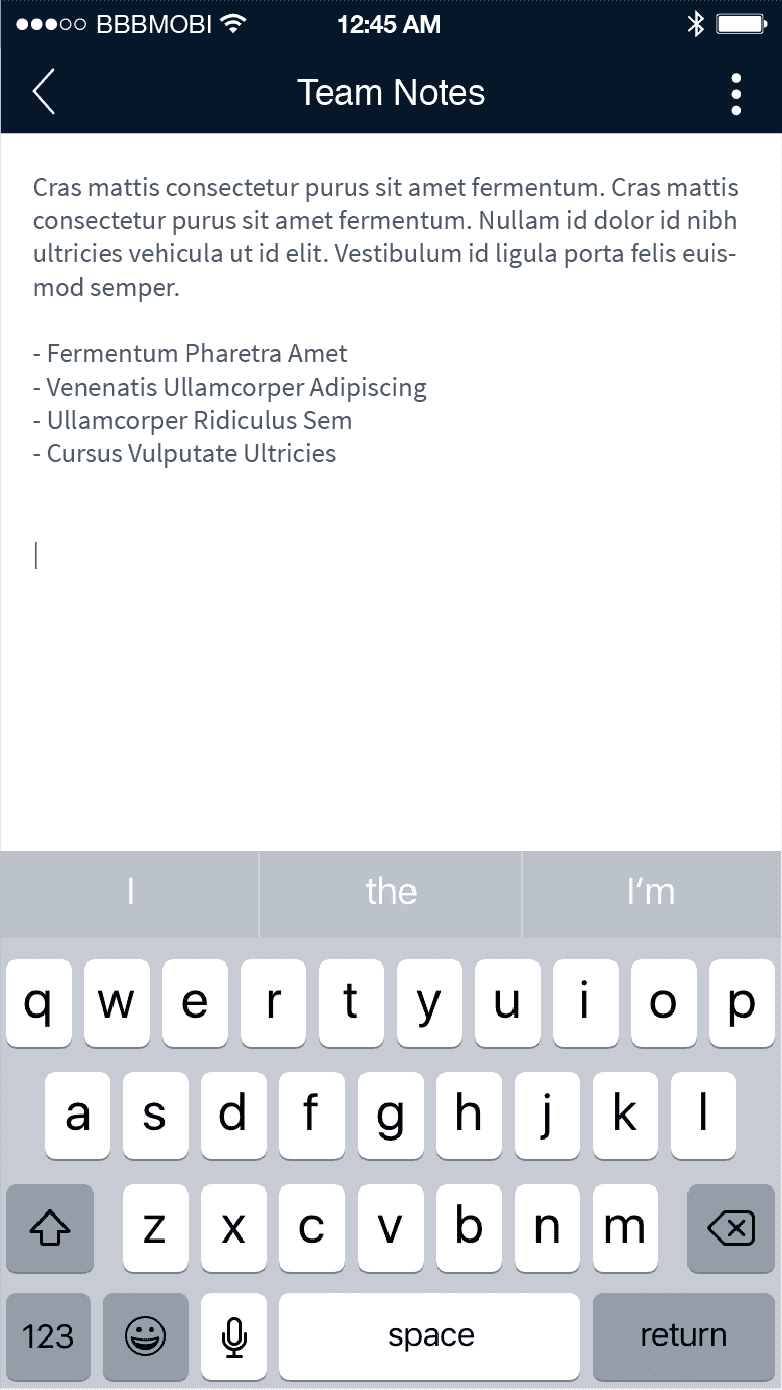 BBBMOBI 12:45 AM
Team Notes
Cras mattis consectetur purus sit amet fermentum. Cras mattis
consectetur purus sit amet fermentum. Nullam id dolor id nibh
ultricies vehicula ut id elit. Vestibulum id ligula porta felis euis-
mod semper.
- Fermentum Pharetra Amet
- Venenatis Ullamcorper Adipiscing
- Ullamcorper Ridiculus Sem
- Cursus Vulputate Ultricies
I the I’m
q w e r t y u i o p
a s d f g h j k l
z x c v b n m
123 space return